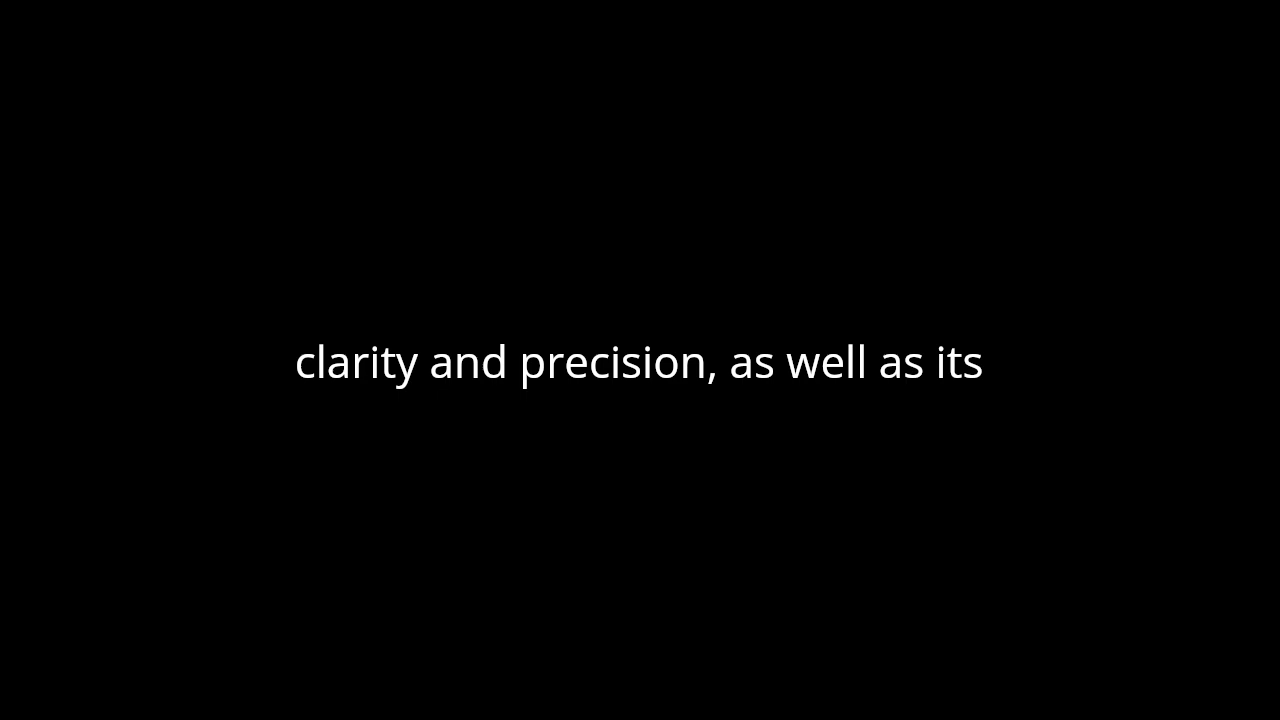 clarity and precision, as well as its